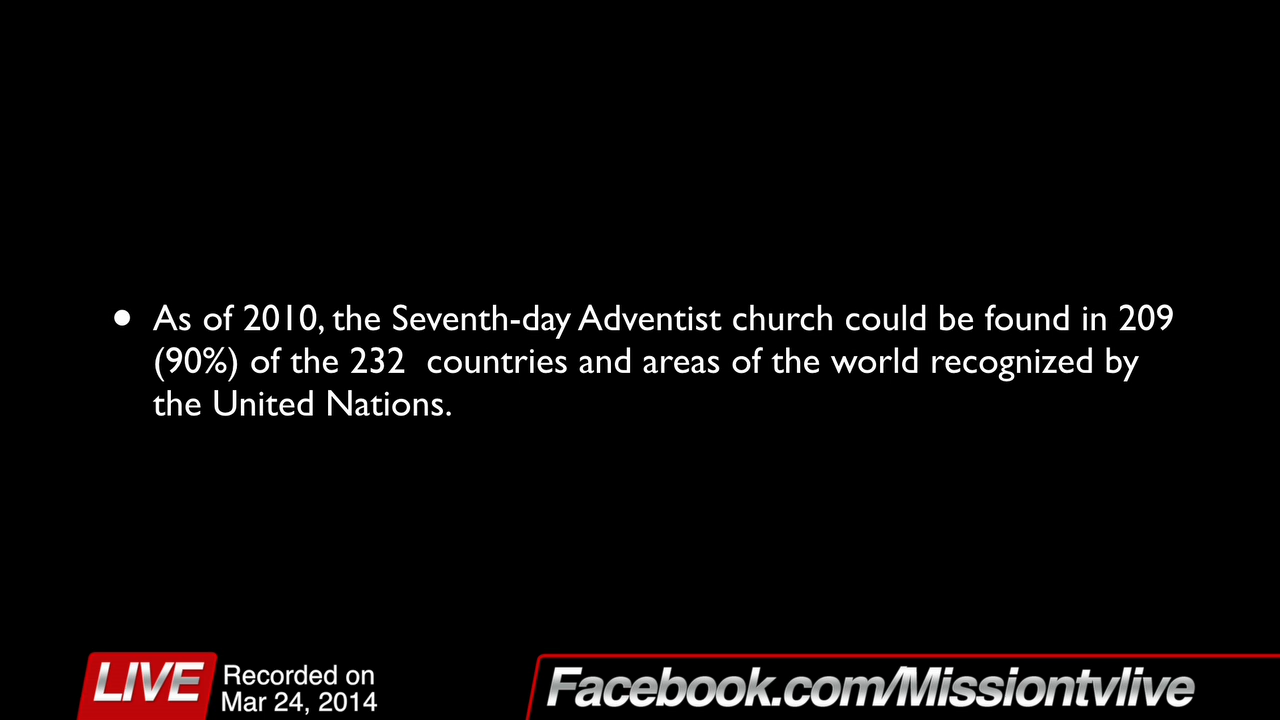 • As of 2010, the Seventh-day Adventist church could be found in 209
(90%) of the 232  countries and areas of the world recognized by
the United Nations.
LIVE
Recorded on
Mar 24, 2014
Facebook.com/Missiontvlive